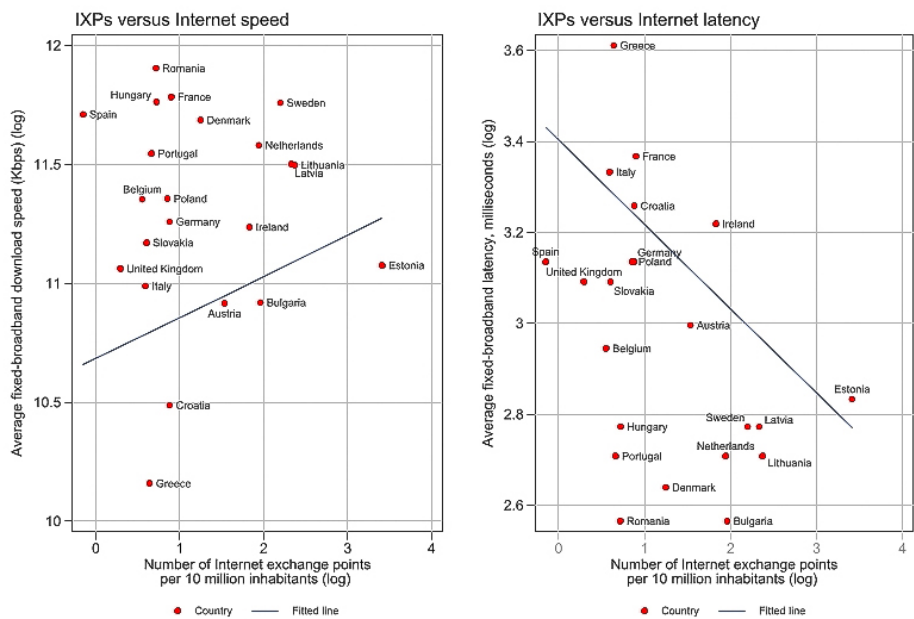 IXPs versus Internet speed
12
11.5
11
10.5
10
Average fixed-broadband download speed (Kbps) (log)
Romania
Hungary
France
Spain
Sweden
Denmark
Netherlands
Portugal
Lithuania
Latvia
Belgium
Poland
Germany
Ireland
Slovakia
United Kingdom
Estonia
Italy
Austria
Bulgaria
Croatia
Greece
0 1 2 3 4
Number of Internet exchange points
per 10 million inhabitants (log)
Country Fitted line
IXPs versus Internet latency
3.6
3.4
3.2
3
2.8
2.6
Average fixed-broadband latency, milliseconds (log)
Greece
France
Italy
Croatia
Ireland
Spain
Germany
Poland
United Kingdom
Slovakia
Austria
Belgium
Estonia
Hungary
Sweden
Latvia
Netherlands
Portugal
Lithuania
Denmark
Romania
Bulgaria
0 1 2 3 4
Number of Internet exchange points
per 10 million inhabitants (log)
Country Fitted line